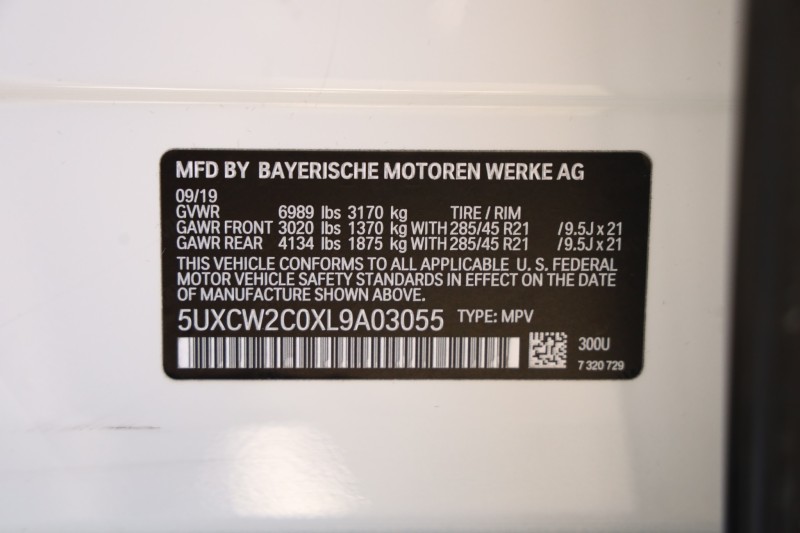 MFD BY BAYERISCHE MOTOREN WERKE AG
09/19
GVWR 6989 lbs 3170 kg TIRE / RIM
GAWR FRONT 3020 lbs 1370 kg WITH 285/45 R21 /9.5J x 21
GAWR REAR 4134 lbs 1875 kg WITH 285/45 R21 /9.5J x 21
THIS VEHICLE CONFORMS TO ALL APPLICABLE U. S. FEDERAL
MOTOR VEHICLE SAFETY STANDARDS IN EFFECT ON THE DATE
OF MANUFACTURE SHOWN ABOVE.
5UXCW2C0XL9A03055 TYPE: MPV
300U
7 320 729